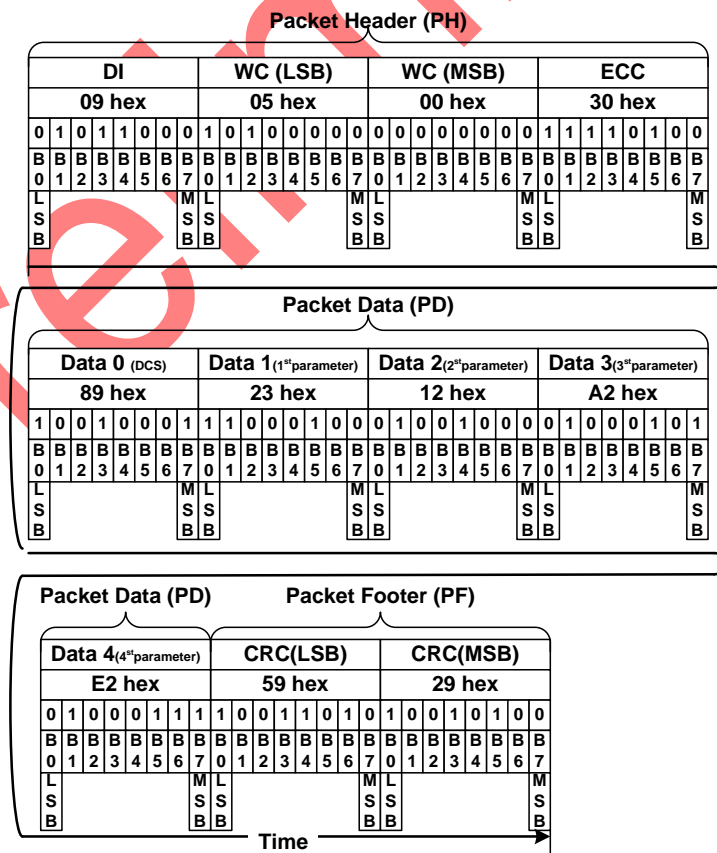 Packet Header (PH)
DI WC (LSB) WC (MSB) ECC
09 hex 05 hex 00 hex 30 hex
0 1 0 1 1 0 0 0 1 0 1 0 0 0 0 0 0 0 0 0 0 0 0 0 1 1 1 1 0 1 0 0
B0 B1 B2 B3 B4 B5 B6 B7 B0 B1 B2 B3 B4 B5 B6 B7 B0 B1 B2 B3 B4 B5 B6 B7 B0 B1 B2 B3 B4 B5 B6 B7
LSB MSB LSB MSB LSB MSB LSB MSB
Packet Data (PD)
Data 0 (DCS) Data 1(1stparameter) Data 2(2stparameter) Data 3(3stparameter)
89 hex 23 hex 12 hex A2 hex
1 0 0 1 0 0 0 1 1 1 0 0 0 1 0 0 0 1 0 0 1 0 0 0 0 1 0 0 0 1 0 1
B0 B1 B2 B3 B4 B5 B6 B7 B0 B1 B2 B3 B4 B5 B6 B7 B0 B1 B2 B3 B4 B5 B6 B7 B0 B1 B2 B3 B4 B5 B6 B7
LSB MSB LSB MSB LSB MSB LSB MSB
Packet Data (PD) Packet Footer (PF)
Data 4(4stparameter) CRC(LSB) CRC(MSB)
E2 hex 59 hex 29 hex
0 1 0 0 0 1 1 1 1 0 0 1 1 0 1 0 1 0 0 1 0 1 0 0
B0 B1 B2 B3 B4 B5 B6 B7 B0 B1 B2 B3 B4 B5 B6 B7 B0 B1 B2 B3 B4 B5 B6 B7
LSB MSB LSB MSB LSB MSB
Time